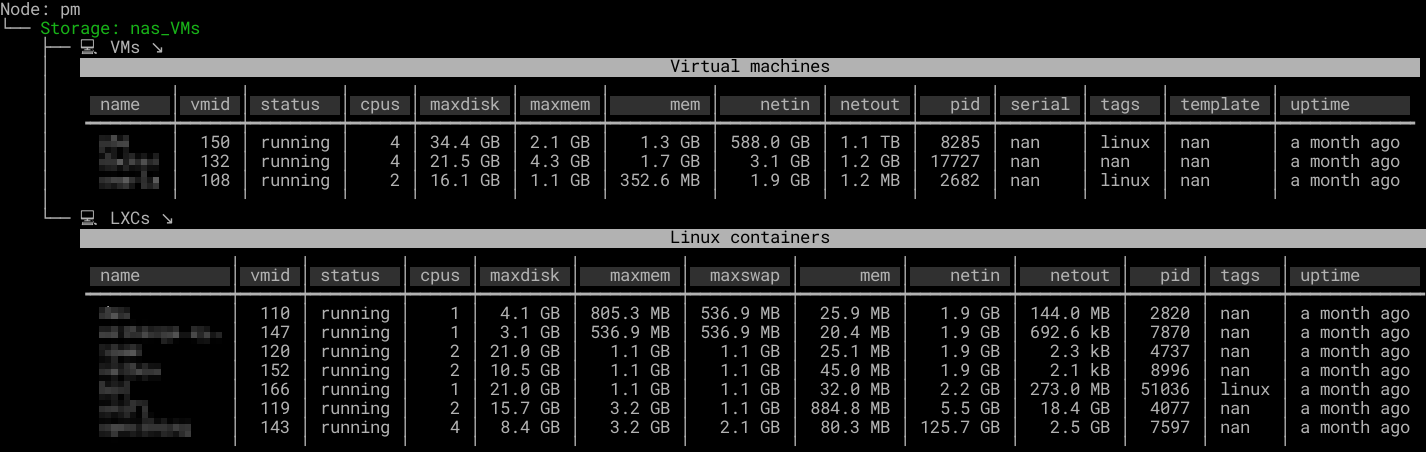 Node: pm
└── Storage: nas_VMs
├── 💻 VMs ↘
Virtual machines
name │ vmid │ status │ cpus │ maxdisk │ maxmem │ mem │ netin │ netout │ pid │ serial │ tags │ template │ uptime
150 │ running │ 4 │ 34.4 GB │ 2.1 GB │ 1.3 GB │ 588.0 GB │ 1.1 TB │ 8285 │ nan │ linux │ nan │ a month ago
132 │ running │ 4 │ 21.5 GB │ 4.3 GB │ 1.7 GB │ 3.1 GB │ 1.2 GB │ 17727 │ nan │ nan │ nan │ a month ago
108 │ running │ 2 │ 16.1 GB │ 1.1 GB │ 352.6 MB │ 1.9 GB │ 1.2 MB │ 2682 │ nan │ linux │ nan │ a month ago
└── 💻 LXCs ↘
Linux containers
name │ vmid │ status │ cpus │ maxdisk │ maxmem │ maxswap │ mem │ netin │ netout │ pid │ tags │ uptime
110 │ running │ 1 │ 4.1 GB │ 805.3 MB │ 536.9 MB │ 25.9 MB │ 1.9 GB │ 144.0 MB │ 2820 │ nan │ a month ago
147 │ running │ 1 │ 3.1 GB │ 536.9 MB │ 536.9 MB │ 20.4 MB │ 1.9 GB │ 692.6 kB │ 7870 │ nan │ a month ago
120 │ running │ 2 │ 21.0 GB │ 1.1 GB │ 1.1 GB │ 25.1 MB │ 1.9 GB │ 2.3 kB │ 4737 │ nan │ a month ago
152 │ running │ 2 │ 10.5 GB │ 1.1 GB │ 1.1 GB │ 45.0 MB │ 1.9 GB │ 2.1 kB │ 8996 │ nan │ a month ago
166 │ running │ 1 │ 21.0 GB │ 1.1 GB │ 1.1 GB │ 32.0 MB │ 2.2 GB │ 273.0 MB │ 51036 │ linux │ a month ago
119 │ running │ 2 │ 15.7 GB │ 3.2 GB │ 1.1 GB │ 884.8 MB │ 5.5 GB │ 18.4 GB │ 4077 │ nan │ a month ago
143 │ running │ 4 │ 8.4 GB │ 3.2 GB │ 2.1 GB │ 80.3 MB │ 125.7 GB │ 2.5 GB │ 7597 │ nan │ a month ago